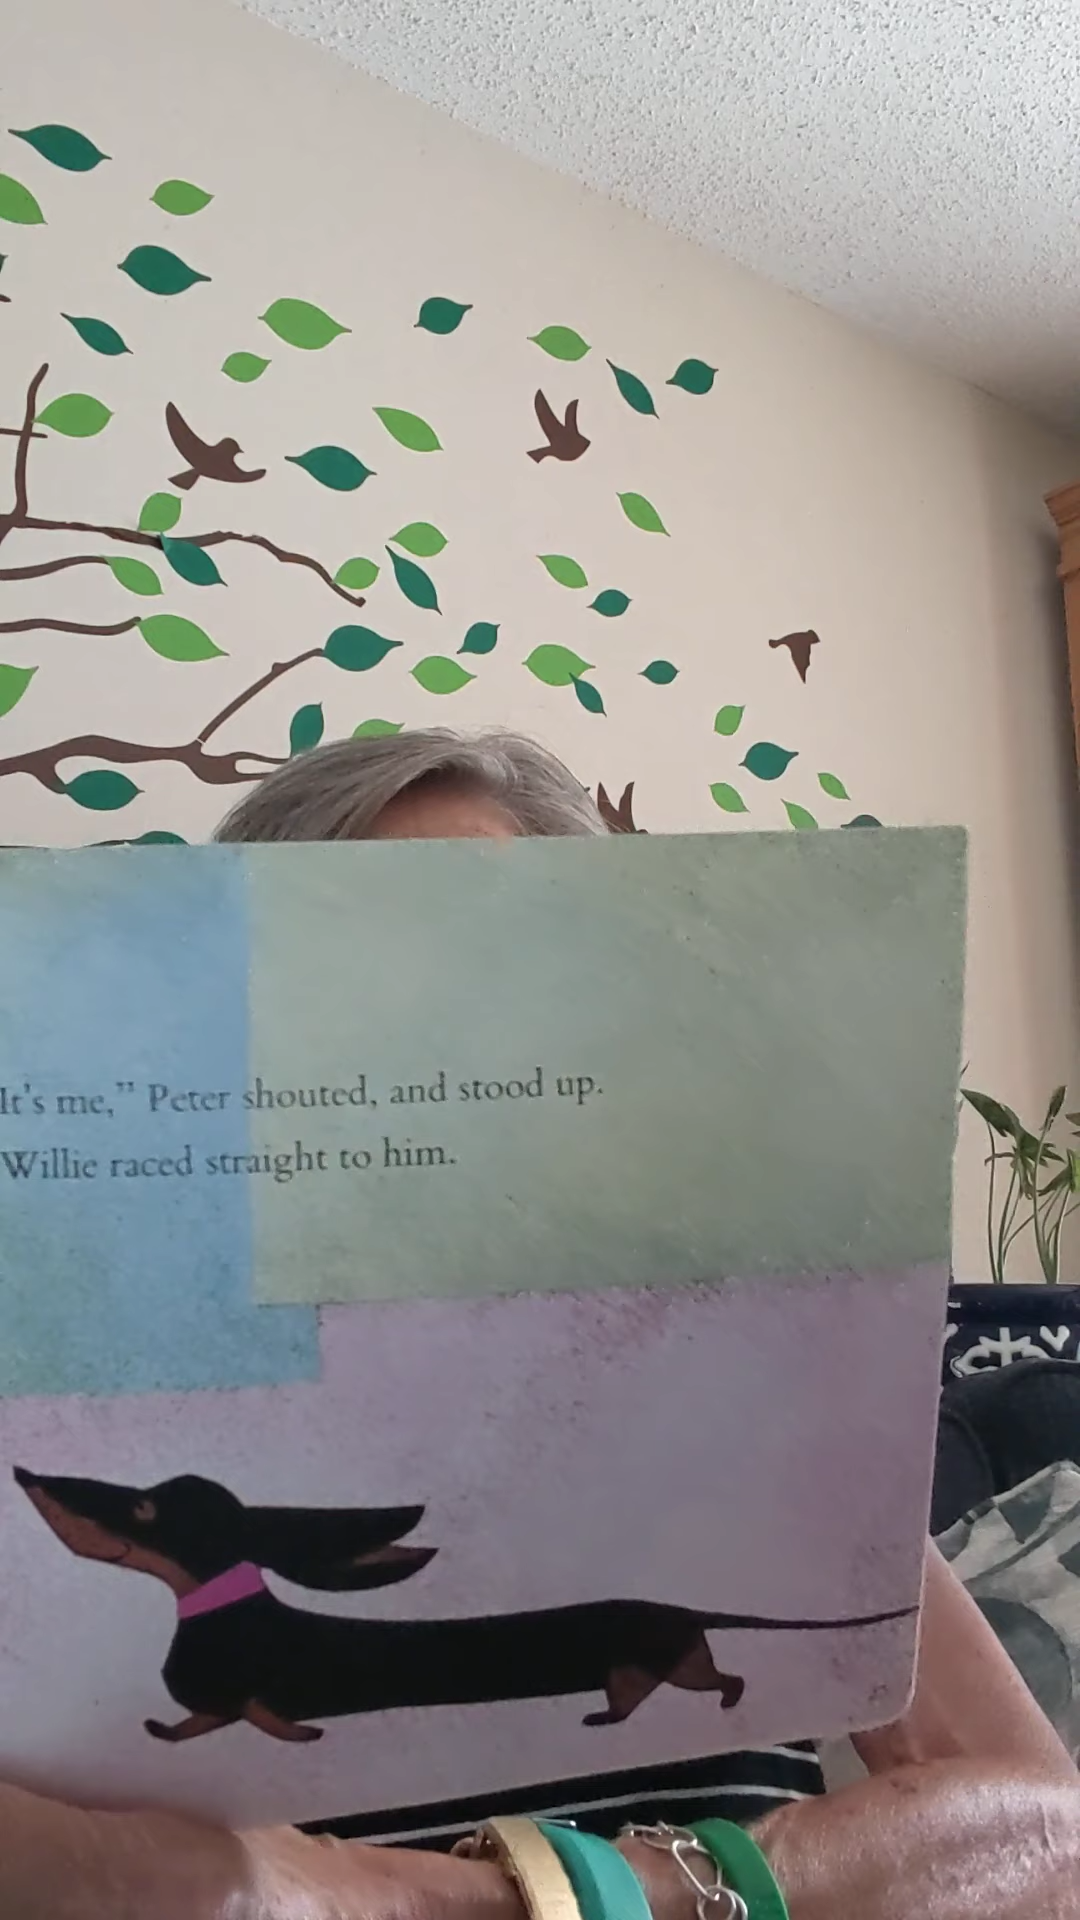 It's me,” Peter shouted, and stood up.
Willie raced straight to him.